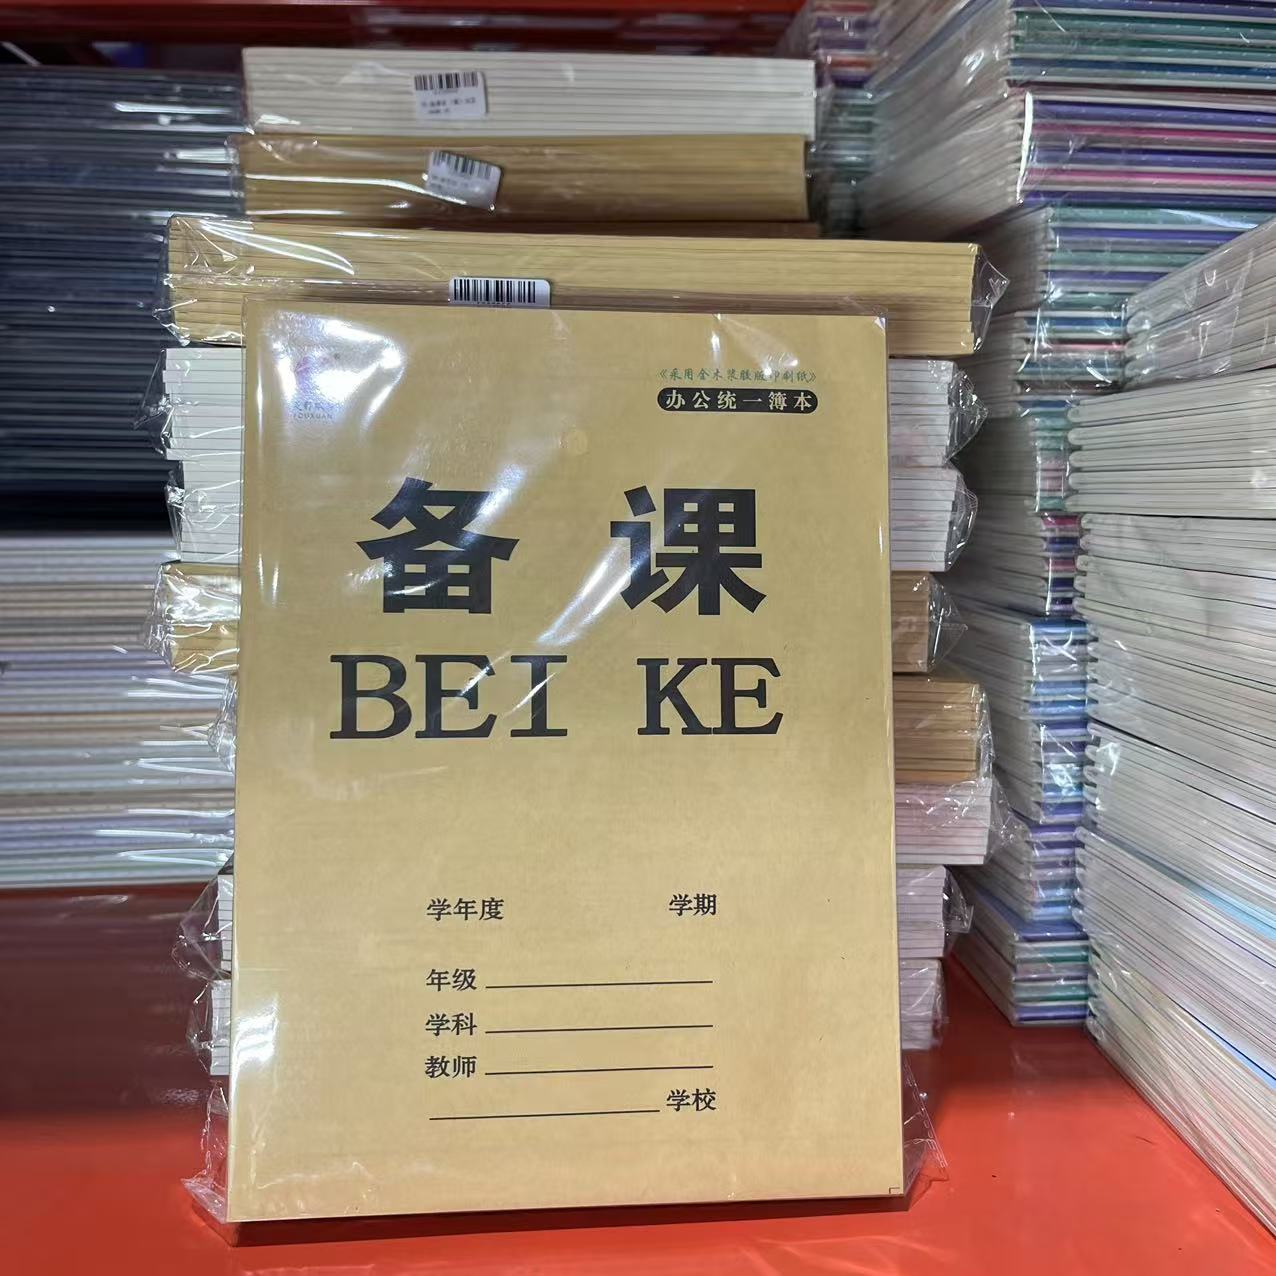 《采用全木浆胶版印刷纸》
办公统一簿本
YOUXUAN
备 课
BEI KE
学年度 学期
年级
学科
教师
学校